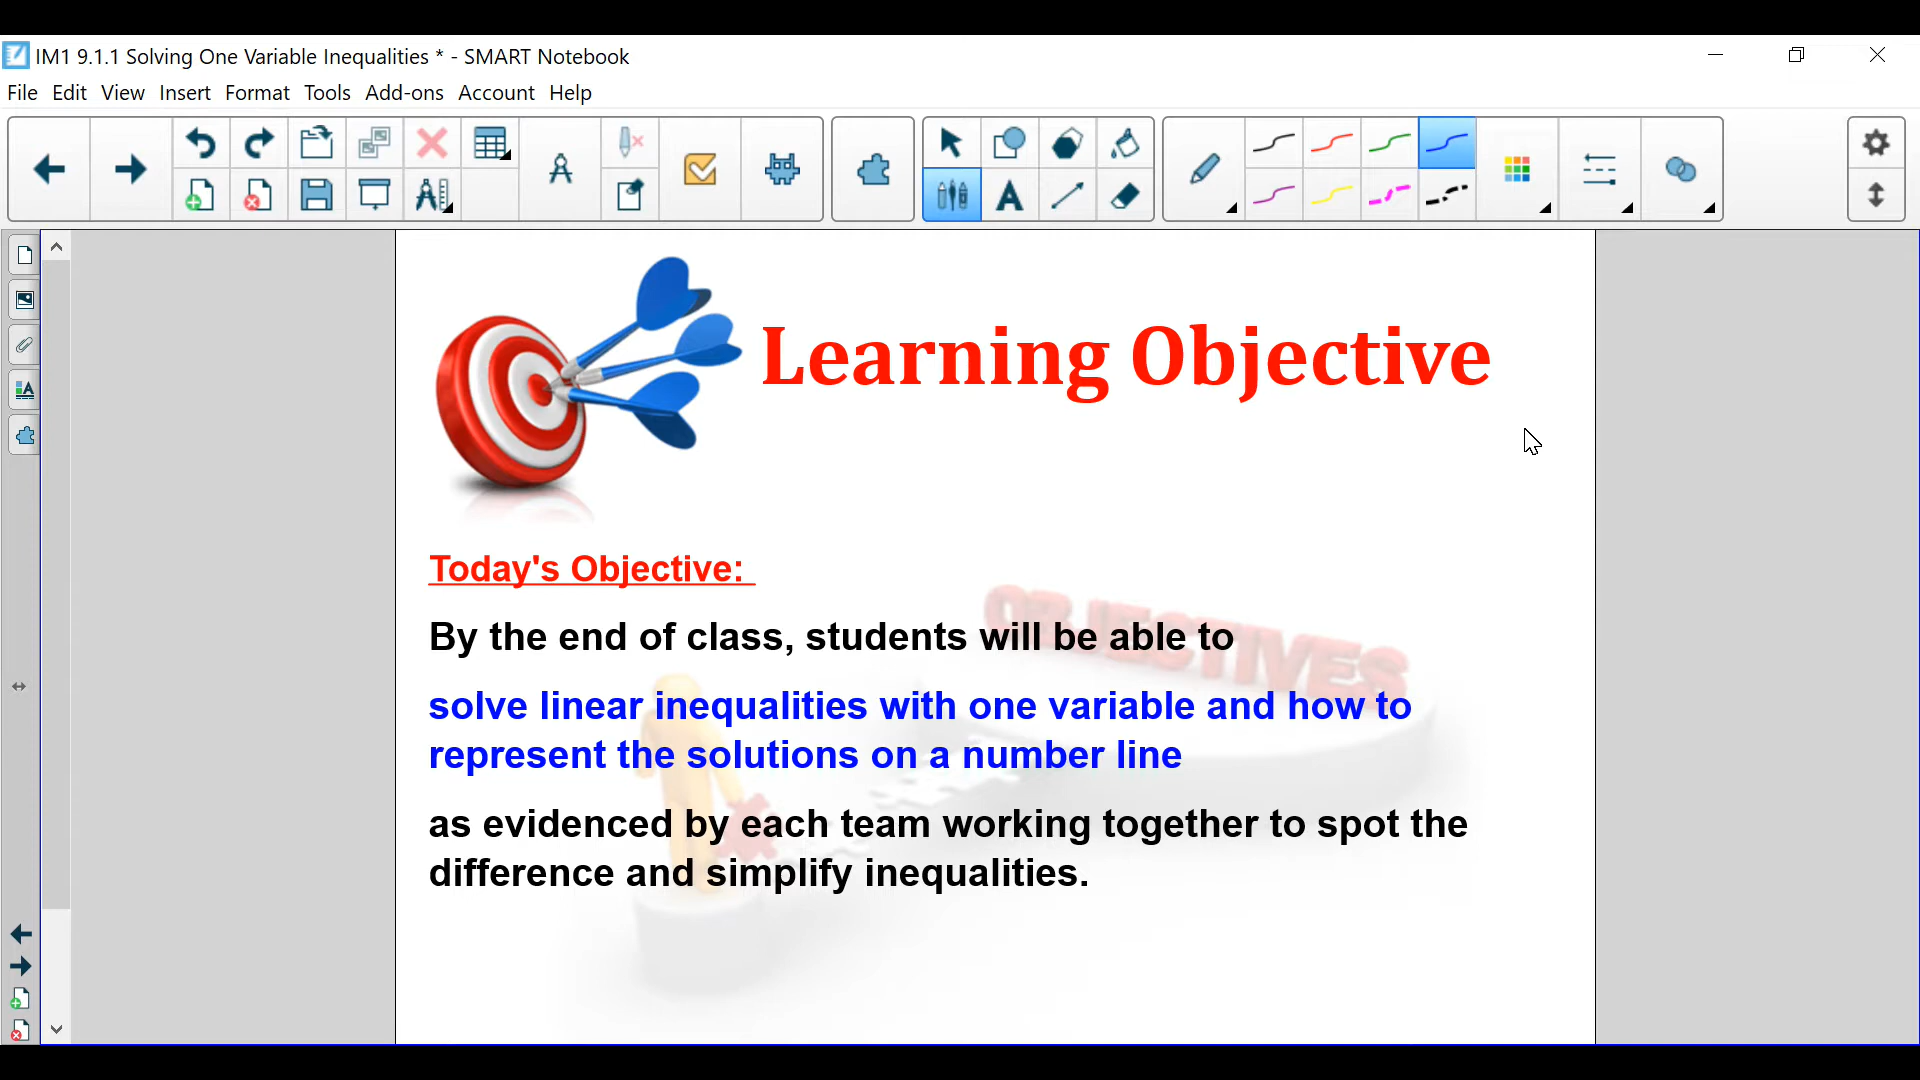 IM1 9.1.1 Solving One Variable Inequalities * - SMART Notebook
File Edit View Insert Format Tools Add-ons Account Help
Learning Objective
Today's Objective:
OBJECTIVES
By the end of class, students will be able to
solve linear inequalities with one variable and how to
represent the solutions on a number line
as evidenced by each team working together to spot the
difference and simplify inequalities.